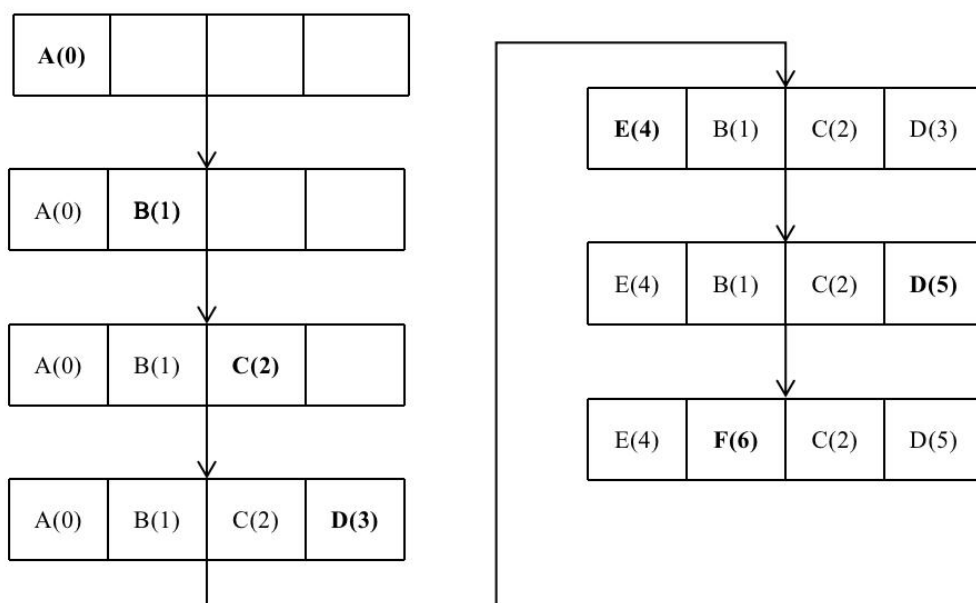 A(0)
A(0) B(1)
A(0) B(1) C(2)
A(0) B(1) C(2) D(3)
E(4) B(1) C(2) D(3)
E(4) B(1) C(2) D(5)
E(4) F(6) C(2) D(5)